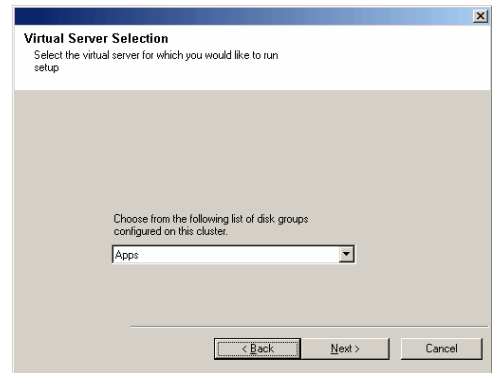 Virtual Server Selection
Select the virtual server for which you would like to run
setup
Choose from the following list of disk groups
configured on this cluster.
Apps
< Back
Next >
Cancel